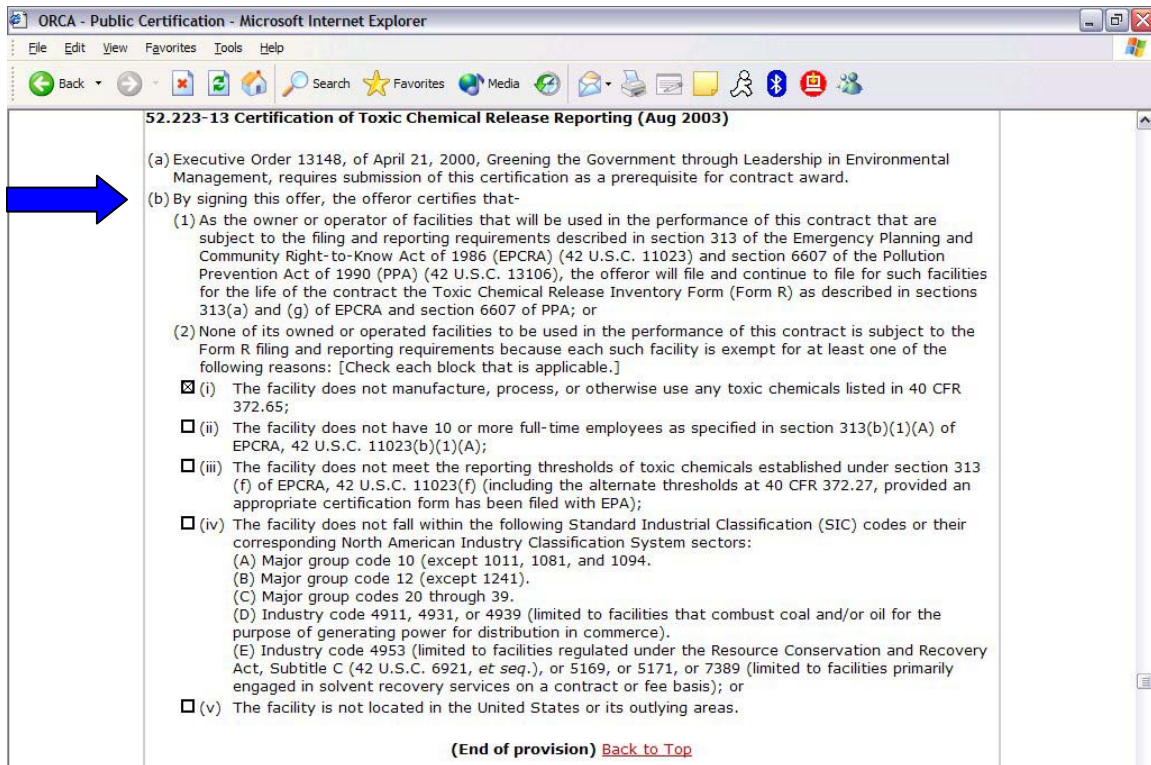 ORCA - Public Certification - Microsoft Internet Explorer
File Edit View Favorites Tools Help
Back Search Favorites Media
52.223-13 Certification of Toxic Chemical Release Reporting (Aug 2003)
(a) Executive Order 13148, of April 21, 2000, Greening the Government through Leadership in Environmental
Management, requires submission of this certification as a prerequisite for contract award.
(b) By signing this offer, the offeror certifies that-
(1) As the owner or operator of facilities that will be used in the performance of this contract that are
subject to the filing and reporting requirements described in section 313 of the Emergency Planning and
Community Right-to-Know Act of 1986 (EPCRA) (42 U.S.C. 11023) and section 6607 of the Pollution
Prevention Act of 1990 (PPA) (42 U.S.C. 13106), the offeror will file and continue to file for such facilities
for the life of the contract the Toxic Chemical Release Inventory Form (Form R) as described in sections
313(a) and (g) of EPCRA and section 6607 of PPA; or
(2) None of its owned or operated facilities to be used in the performance of this contract is subject to the
Form R filing and reporting requirements because each such facility is exempt for at least one of the
following reasons: [Check each block that is applicable.]
(i) The facility does not manufacture, process, or otherwise use any toxic chemicals listed in 40 CFR
372.65;
(ii) The facility does not have 10 or more full-time employees as specified in section 313(b)(1)(A) of
EPCRA, 42 U.S.C. 11023(b)(1)(A);
(iii) The facility does not meet the reporting thresholds of toxic chemicals established under section 313
(f) of EPCRA, 42 U.S.C. 11023(f) (including the alternate thresholds at 40 CFR 372.27, provided an
appropriate certification form has been filed with EPA);
(iv) The facility does not fall within the following Standard Industrial Classification (SIC) codes or their
corresponding North American Industry Classification System sectors:
(A) Major group code 10 (except 1011, 1081, and 1094.
(B) Major group code 12 (except 1241).
(C) Major group codes 20 through 39.
(D) Industry code 4911, 4931, or 4939 (limited to facilities that combust coal and/or oil for the
purpose of generating power for distribution in commerce).
(E) Industry code 4953 (limited to facilities regulated under the Resource Conservation and Recovery
Act, Subtitle C (42 U.S.C. 6921, et seq.), or 5169, or 5171, or 7389 (limited to facilities primarily
engaged in solvent recovery services on a contract or fee basis); or
(v) The facility is not located in the United States or its outlying areas.
(End of provision) Back to Top